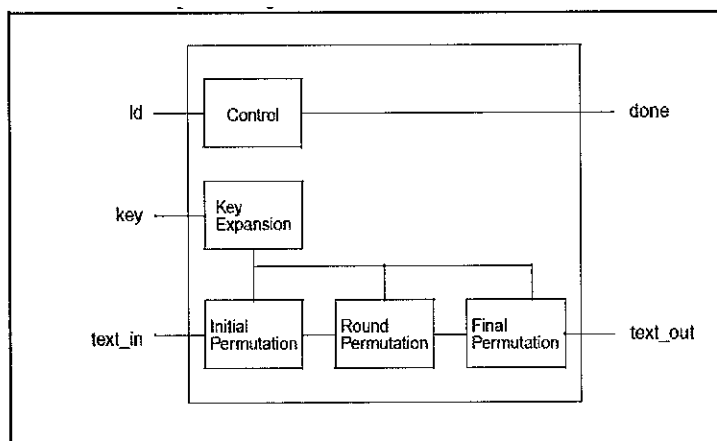 ld
Control
done
key
Key
Expansion
text_in
Initial
Permutation
Round
Permutation
Final
Permutation
text_out